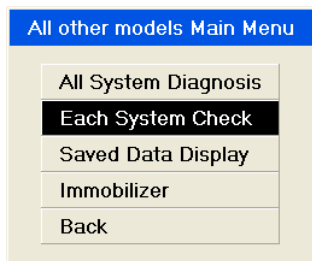 All other models Main Menu
All System Diagnosis
Each System Check
Saved Data Display
Immobilizer
Back